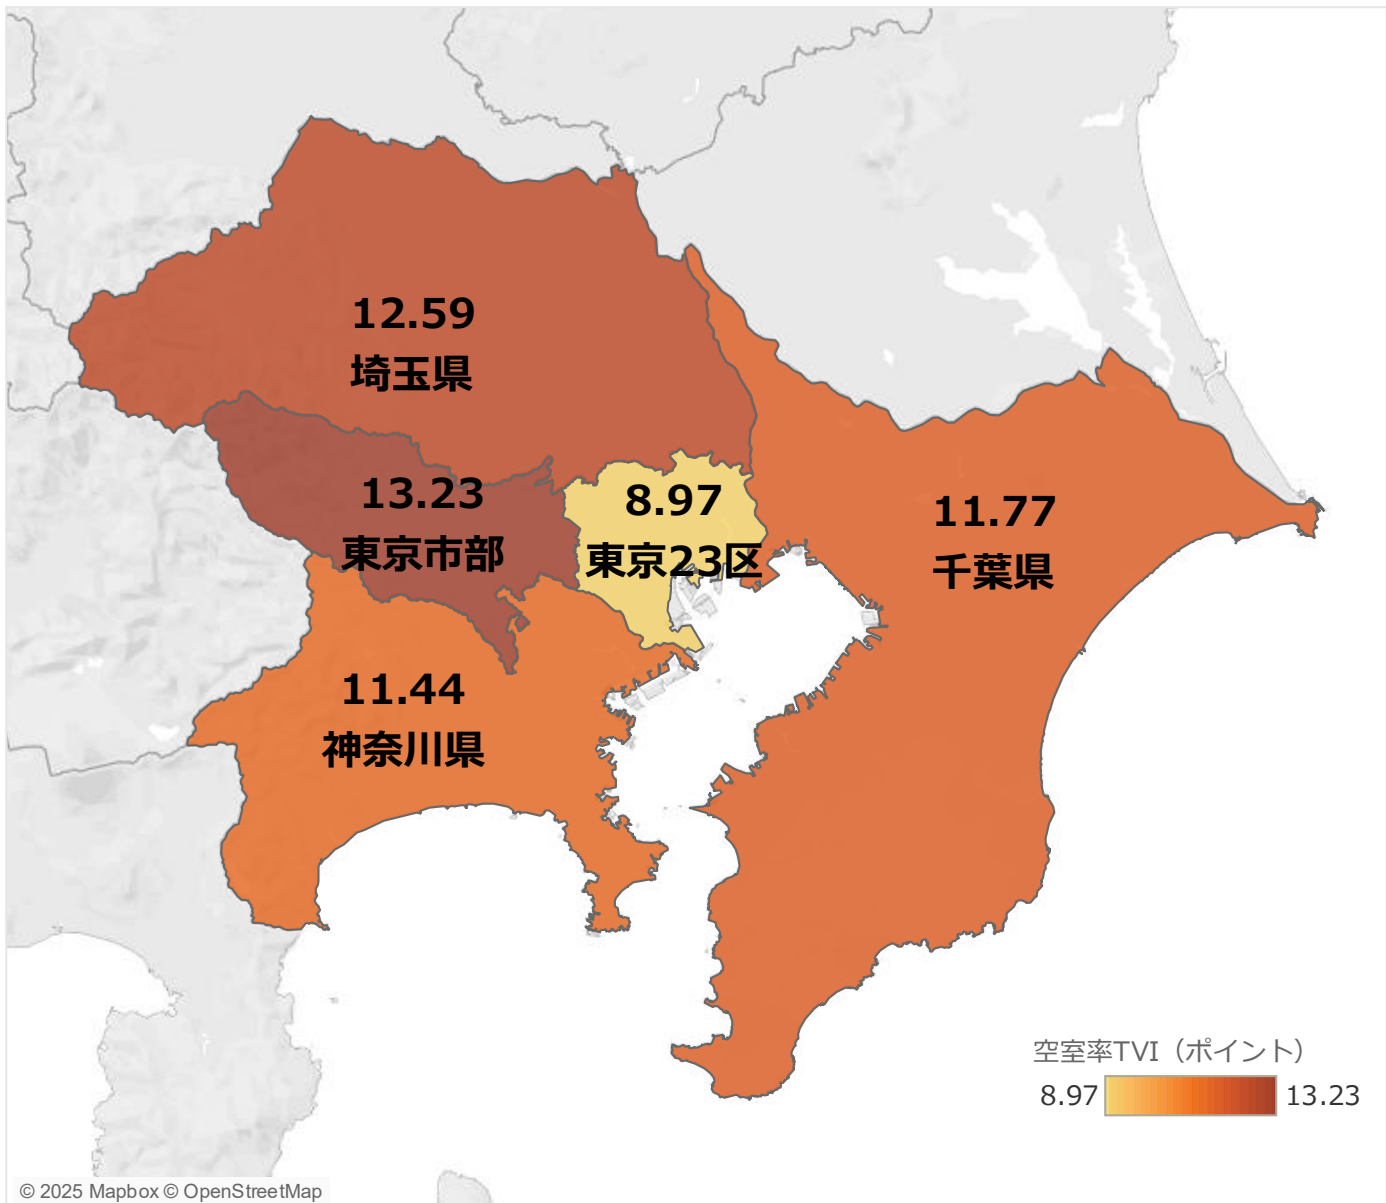 12.59
埼玉県
13.23
東京市部
8.97
東京23区
11.77
千葉県
11.44
神奈川県
空室率TVI（ポイント）
8.97
13.23
© 2025 Mapbox © OpenStreetMap